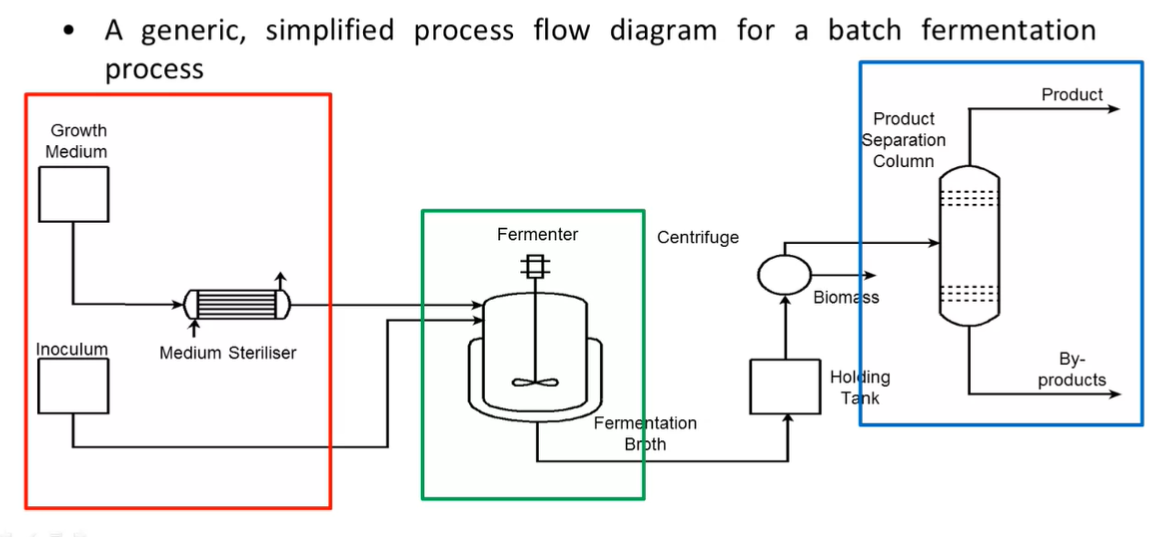 • A generic, simplified process flow diagram for a batch fermentation
process
Growth
Medium
Inoculum
Medium Steriliser
Fermenter
Fermentation
Broth
Centrifuge
Biomass
Holding
Tank
Product
Separation
Column
Product
By-
products